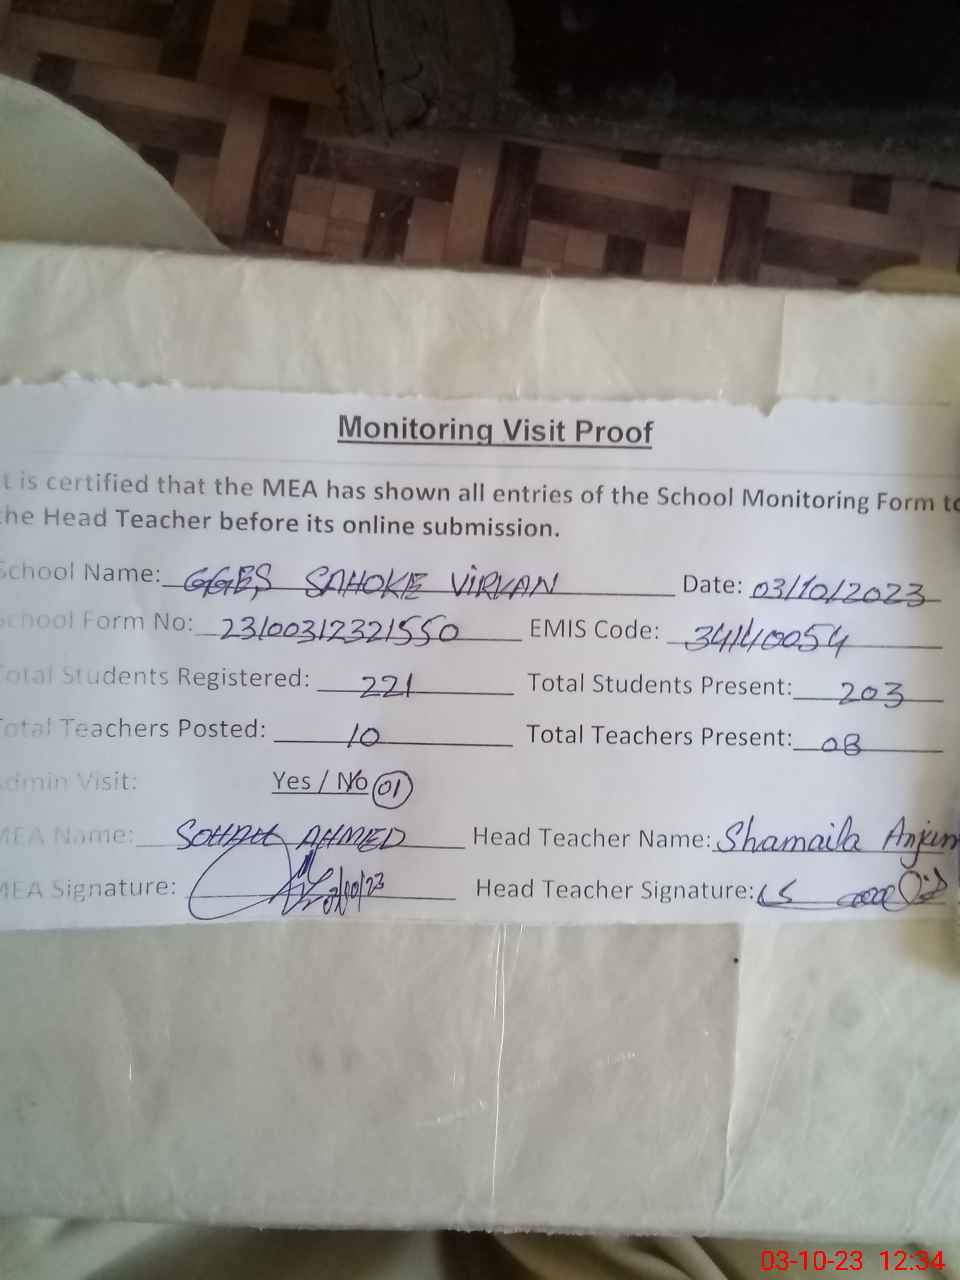 Monitoring Visit Proof
t is certified that the MEA has shown all entries of the School Monitoring Form to
he Head Teacher before its online submission.
School Name: GGES SAHOKE VIRKAN Date: 03/10/2023
School Form No: 23100312321550 EMIS Code: 34140054
Total Students Registered: 221 Total Students Present: 203
Total Teachers Posted: 10 Total Teachers Present: 08
Admin Visit: Yes / No 01
MEA Name: AHMED Head Teacher Name: Shamaila Anjum
MEA Signature: Head Teacher Signature:
03-10-23 12:34